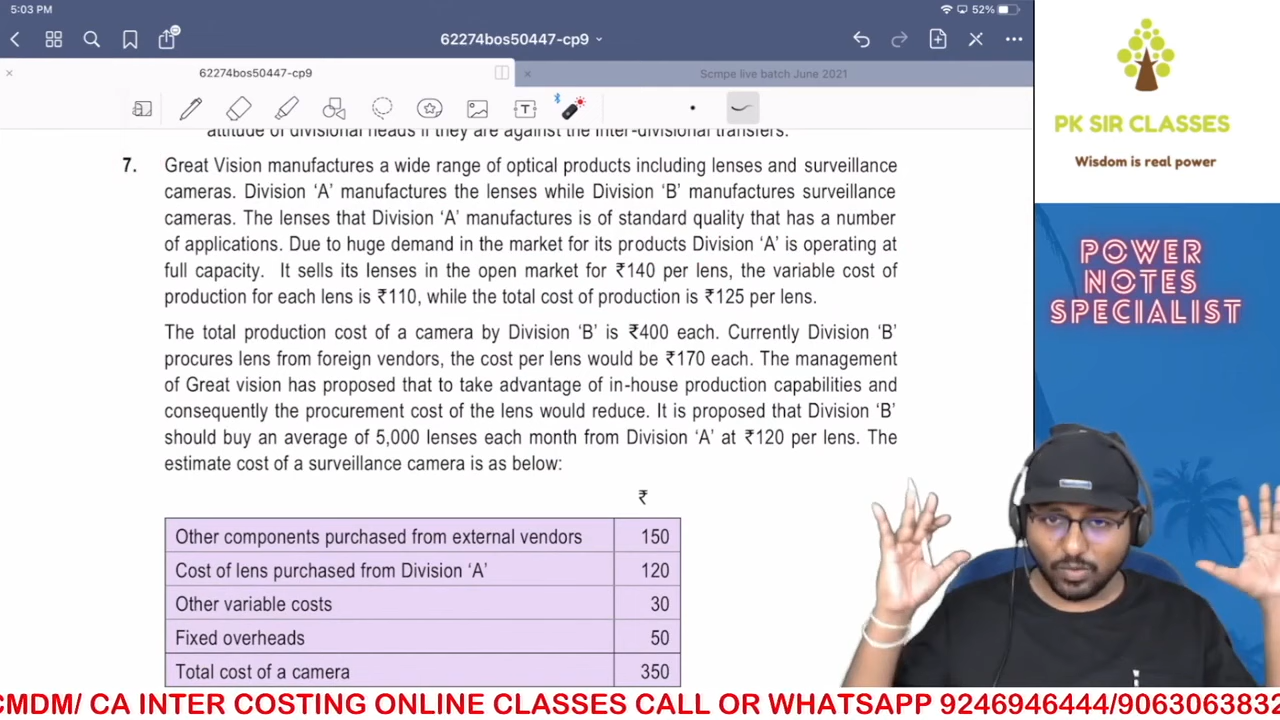 5:03 PM
52%
62274bos50447-cp9
62274bos50447-cp9
Scmpe live batch June 2021
T
attitude of divisional heads if they are against the inter-divisional transfers.
7. Great Vision manufactures a wide range of optical products including lenses and surveillance
cameras. Division ‘A’ manufactures the lenses while Division ‘B’ manufactures surveillance
cameras. The lenses that Division ‘A’ manufactures is of standard quality that has a number
of applications. Due to huge demand in the market for its products Division ‘A’ is operating at
full capacity. It sells its lenses in the open market for ₹140 per lens, the variable cost of
production for each lens is ₹110, while the total cost of production is ₹125 per lens.
The total production cost of a camera by Division ‘B’ is ₹400 each. Currently Division ‘B’
procures lens from foreign vendors, the cost per lens would be ₹170 each. The management
of Great vision has proposed that to take advantage of in-house production capabilities and
consequently the procurement cost of the lens would reduce. It is proposed that Division ‘B’
should buy an average of 5,000 lenses each month from Division ‘A’ at ₹120 per lens. The
estimate cost of a surveillance camera is as below:
₹
Other components purchased from external vendors 150
Cost of lens purchased from Division ‘A’ 120
Other variable costs 30
Fixed overheads 50
Total cost of a camera 350
PK SIR CLASSES
Wisdom is real power
POWER
NOTES
SPECIALIST
CMDM/ CA INTER COSTING ONLINE CLASSES CALL OR WHATSAPP 9246946444/9063063832